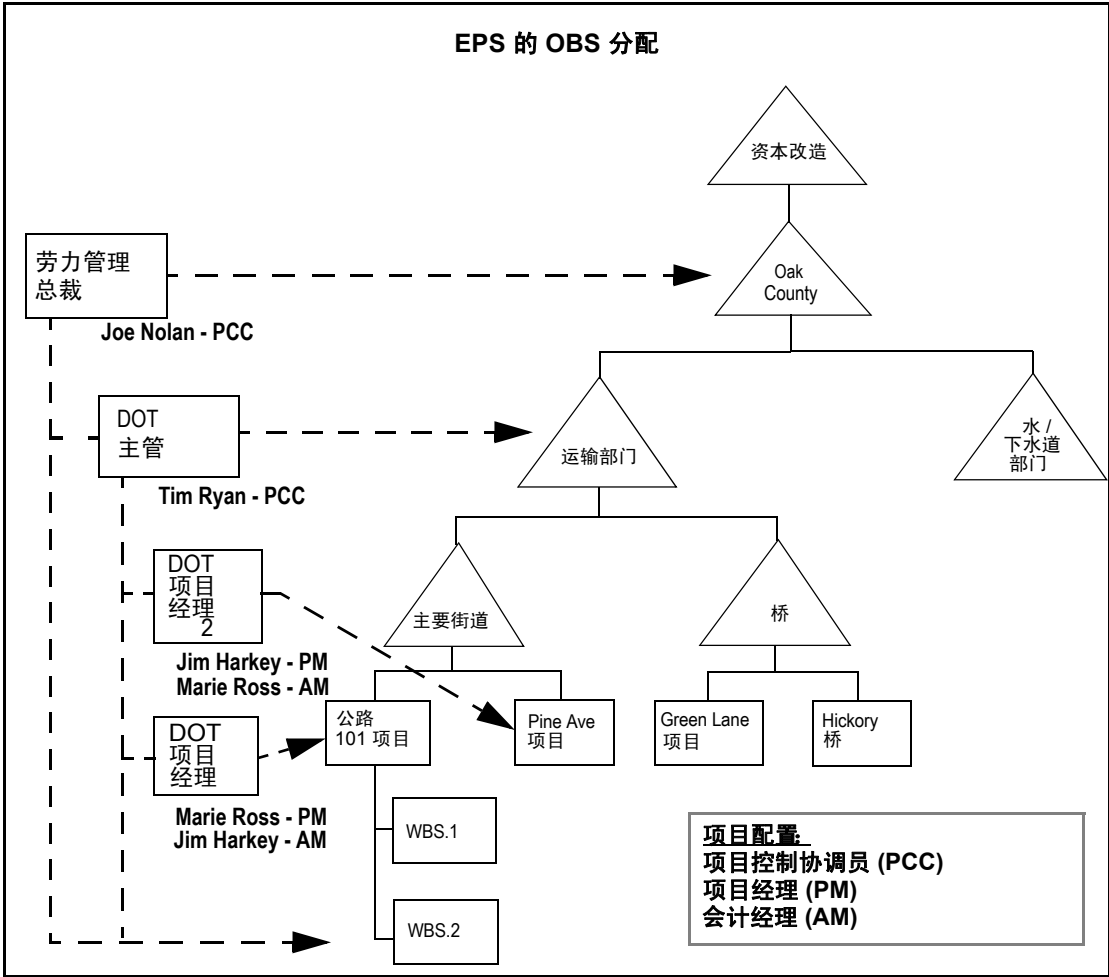 EPS 的 OBS 分配
资本改造
劳力管理
总裁
Joe Nolan - PCC
Oak
County
DOT
主管
Tim Ryan - PCC
运输部门
水 /
下水道
部门
DOT
项目
经理
2
Jim Harkey - PM
Marie Ross - AM
主要街道
桥
DOT
项目
经理
Marie Ross - PM
Jim Harkey - AM
公路
101 项目
Pine Ave
项目
Green Lane
项目
Hickory
桥
WBS.1
WBS.2
项目配置:
项目控制协调员 (PCC)
项目经理 (PM)
会计经理 (AM)